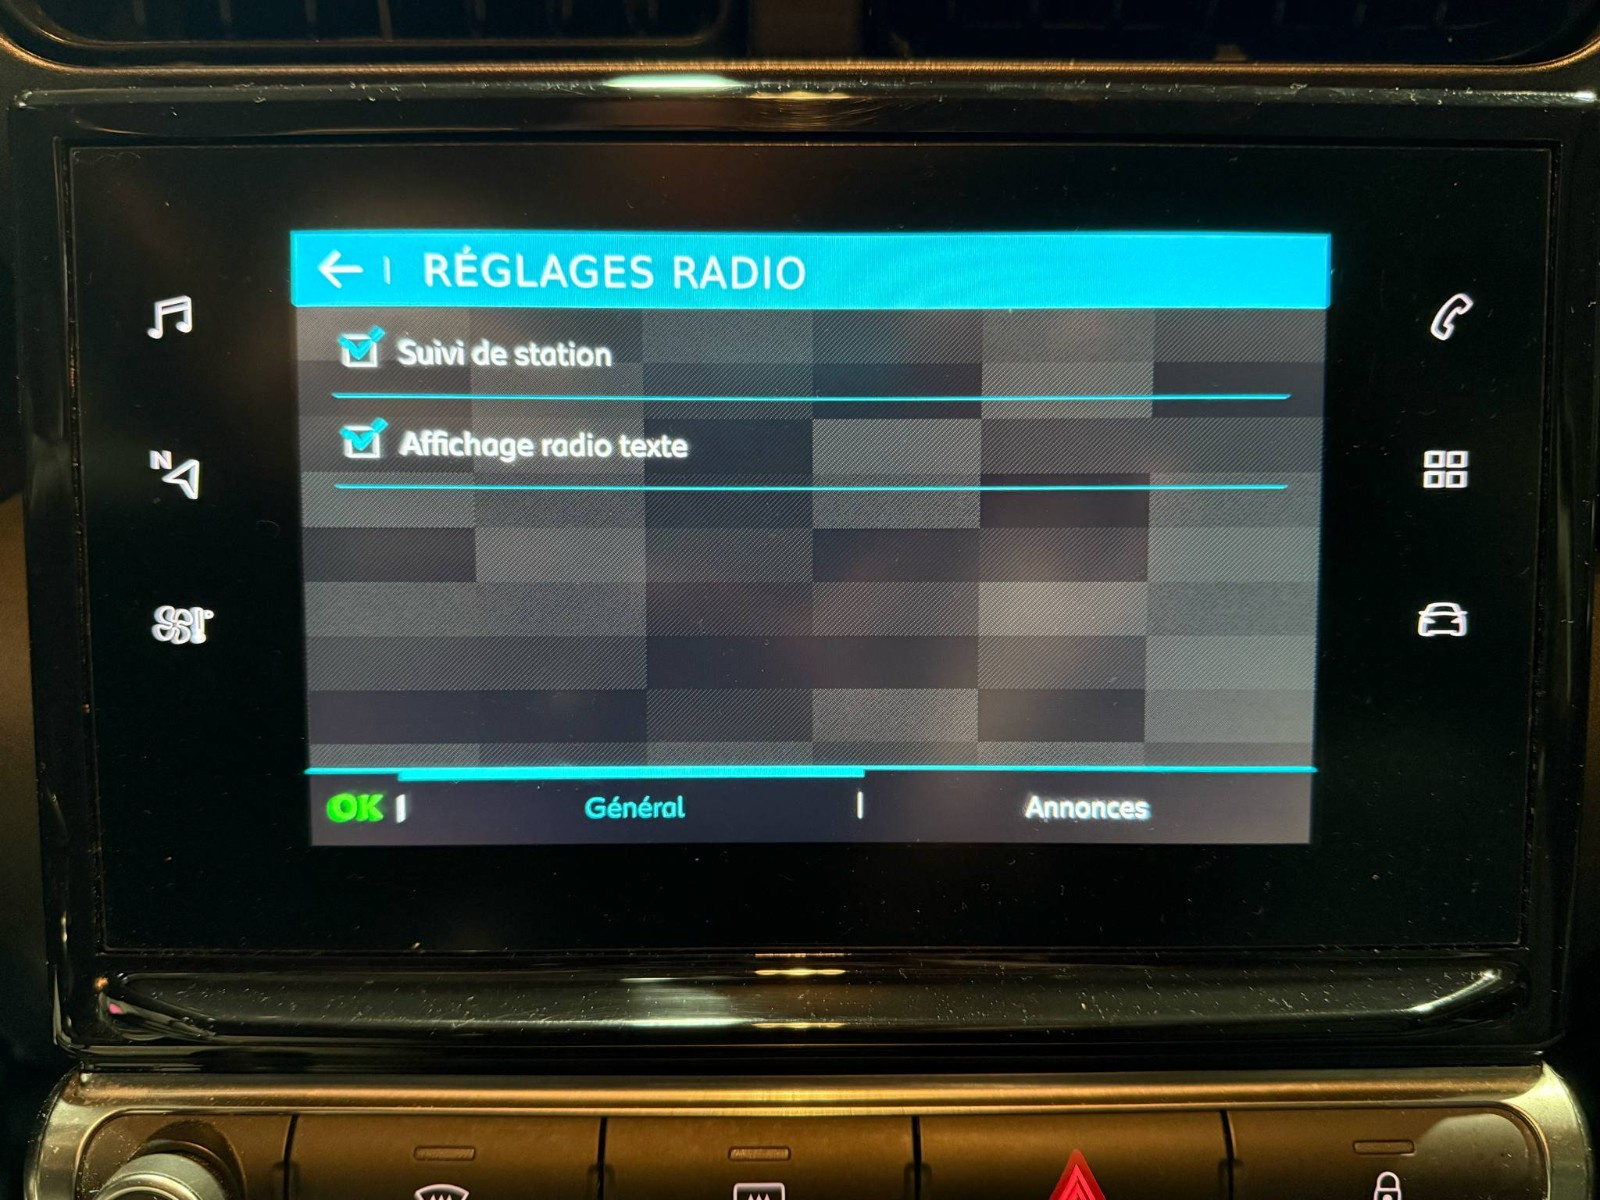 RÉGLAGES RADIO
Suivi de station
Affichage radio texte
N
OK
Général
Annonces